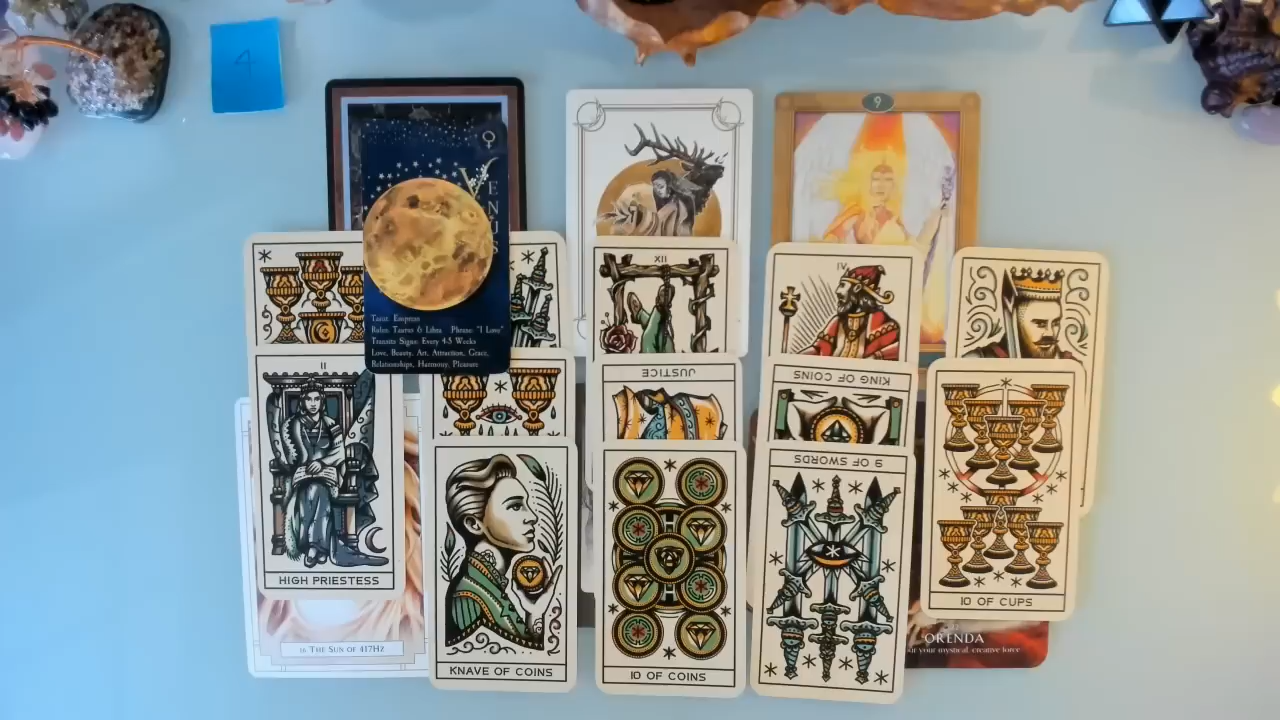 4
9
VENUS
Tarot: Empress
Rules: Taurus & Libra Phrase: "I Love"
Transits Signs: Every 4-5 Weeks
Love, Beauty, Art, Attraction, Grace,
Relationships, Harmony, Pleasure
XII
IV
II
JUSTICE
KING OF COINS
9 OF SWORDS
HIGH PRIESTESS
10 OF CUPS
ORENDA
your mystical, creative force
16 THE SUN OF 417HZ
KNAVE OF COINS
10 OF COINS